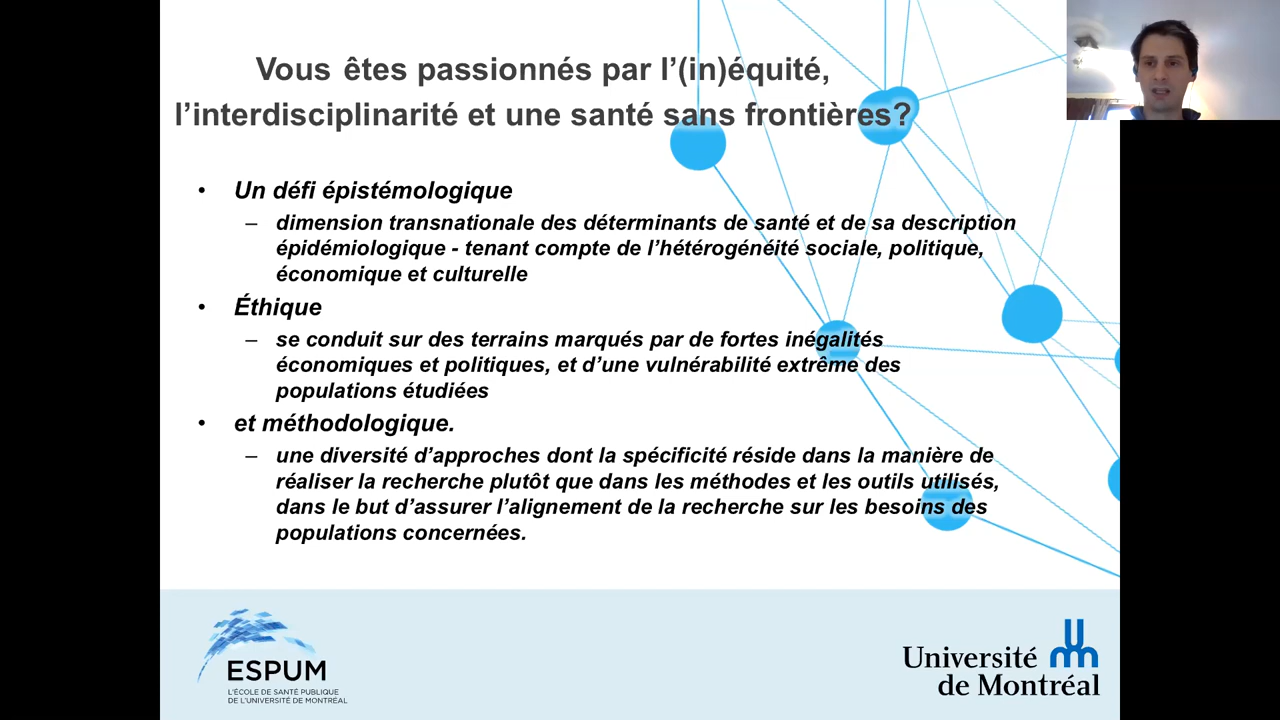 Vous êtes passionnés par l’(in)équité,
l’interdisciplinarité et une santé sans frontières?
• Un défi épistémologique
– dimension transnationale des déterminants de santé et de sa description
épidémiologique - tenant compte de l’hétérogénéité sociale, politique,
économique et culturelle
• Éthique
– se conduit sur des terrains marqués par de fortes inégalités
économiques et politiques, et d’une vulnérabilité extrême des
populations étudiées
• et méthodologique.
– une diversité d’approches dont la spécificité réside dans la manière de
réaliser la recherche plutôt que dans les méthodes et les outils utilisés,
dans le but d’assurer l’alignement de la recherche sur les besoins des
populations concernées.
ESPUM
L’ÉCOLE DE SANTÉ PUBLIQUE
DE L’UNIVERSITÉ DE MONTRÉAL
Université
de Montréal